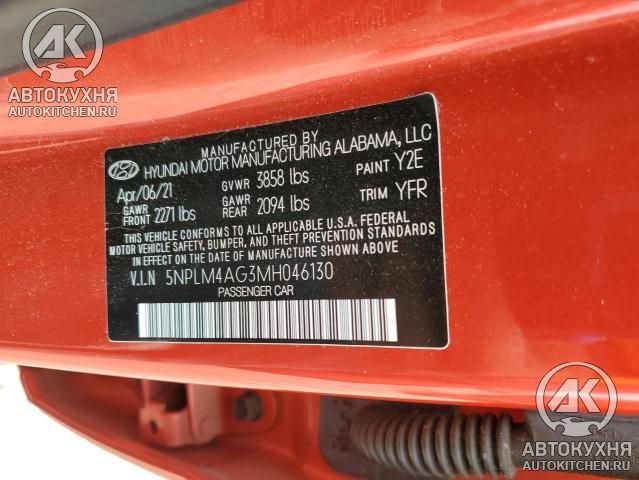 АК
АВТОКУХНЯ
AUTOKITCHEN.RU
MANUFACTURED BY
HYUNDAI MOTOR MANUFACTURING ALABAMA, LLC
Apr/06/21 GVWR 3858 lbs PAINT Y2E
GAWR FRONT 2271 lbs GAWR REAR 2094 lbs TRIM YFR
THIS VEHICLE CONFORMS TO ALL APPLICABLE U.S.A. FEDERAL
MOTOR VEHICLE SAFETY, BUMPER, AND THEFT PREVENTION STANDARDS
IN EFFECT ON THE DATE OF MANUFACTURE SHOWN ABOVE.
V.I.N 5NPLM4AG3MH046130
PASSENGER CAR
АК
АВТОКУХНЯ
AUTOKITCHEN.RU